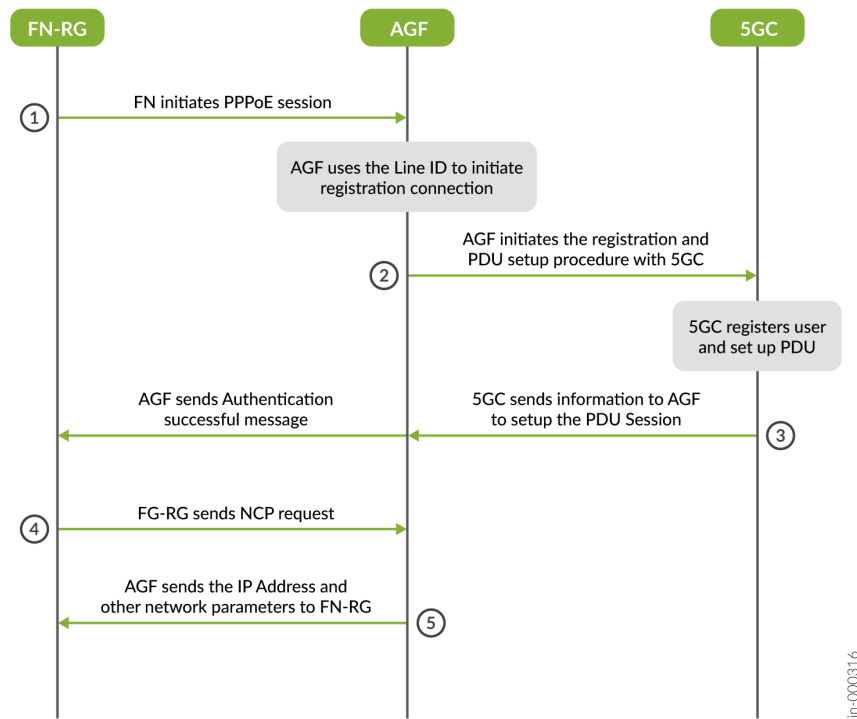 FN-RG
AGF
5GC
FN initiates PPPoE session
1
AGF uses the Line ID to initiate
registration connection
AGF initiates the registration and
PDU setup procedure with 5GC
2
5GC registers user
and set up PDU
AGF sends Authentication
successful message
5GC sends information to AGF
to setup the PDU Session
3
FG-RG sends NCP request
4
AGF sends the IP Address and
other network parameters to FN-RG
5
jn-000316